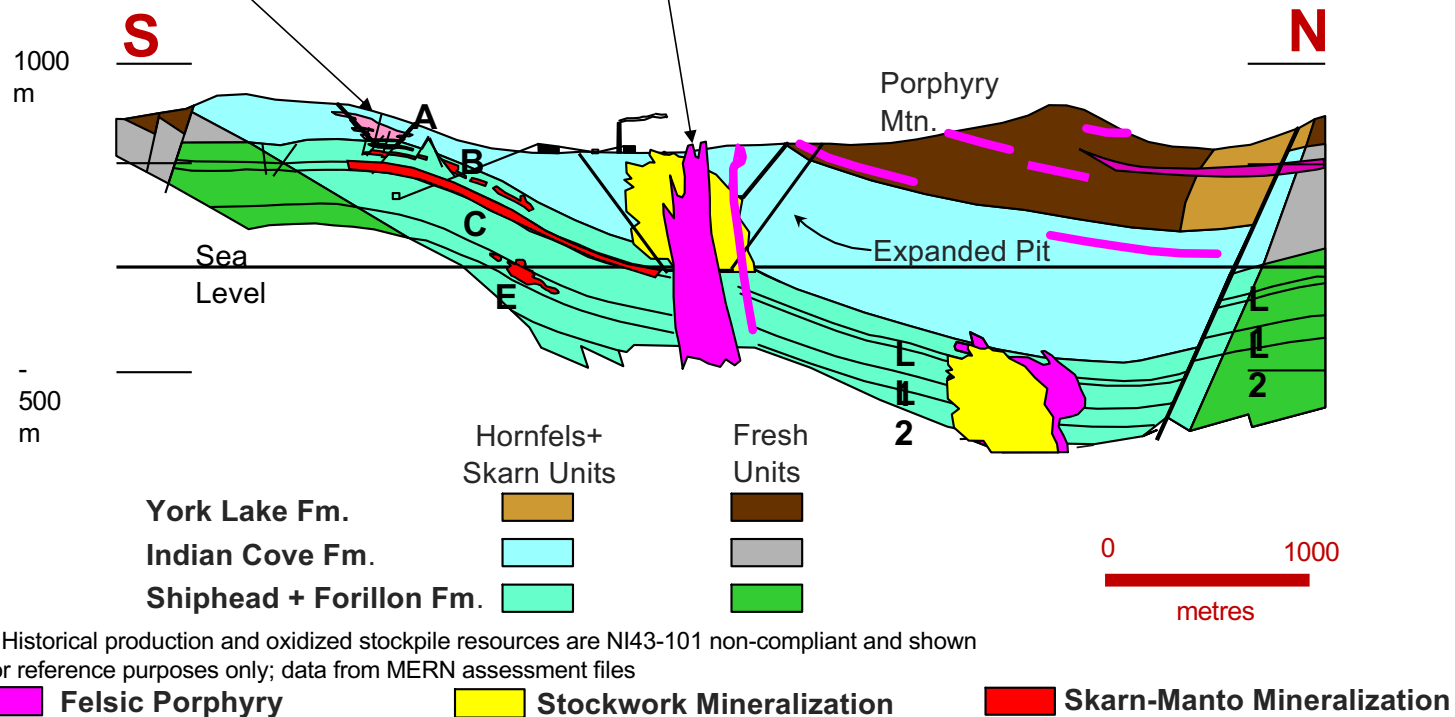 S
N
1000
m
Porphyry
Mtn.
A
B
C
E
Expanded Pit
Sea
Level
-
500
m
L
1
L
2
L
1
L
2
Hornfels+
Skarn Units
Fresh
Units
York Lake Fm.
Indian Cove Fm.
Shiphead + Forillon Fm.
0
1000
metres
Historical production and oxidized stockpile resources are NI43-101 non-compliant and shown
or reference purposes only; data from MERN assessment files
Felsic Porphyry
Stockwork Mineralization
Skarn-Manto Mineralization